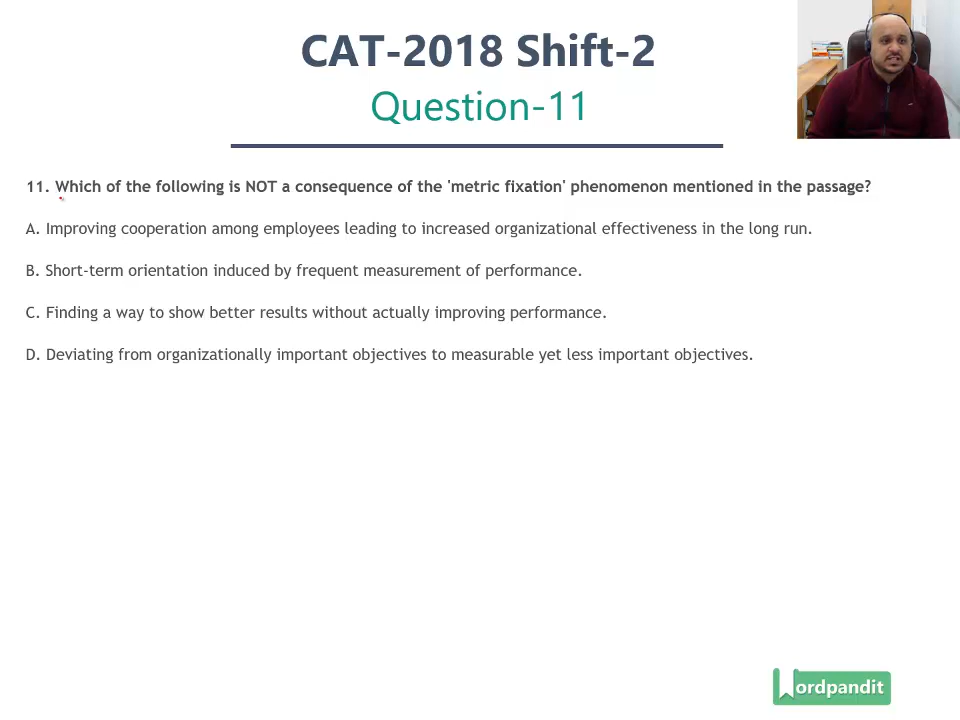 CAT-2018 Shift-2
Question-11
11. Which of the following is NOT a consequence of the 'metric fixation' phenomenon mentioned in the passage?
A. Improving cooperation among employees leading to increased organizational effectiveness in the long run.
B. Short-term orientation induced by frequent measurement of performance.
C. Finding a way to show better results without actually improving performance.
D. Deviating from organizationally important objectives to measurable yet less important objectives.
Wordpandit